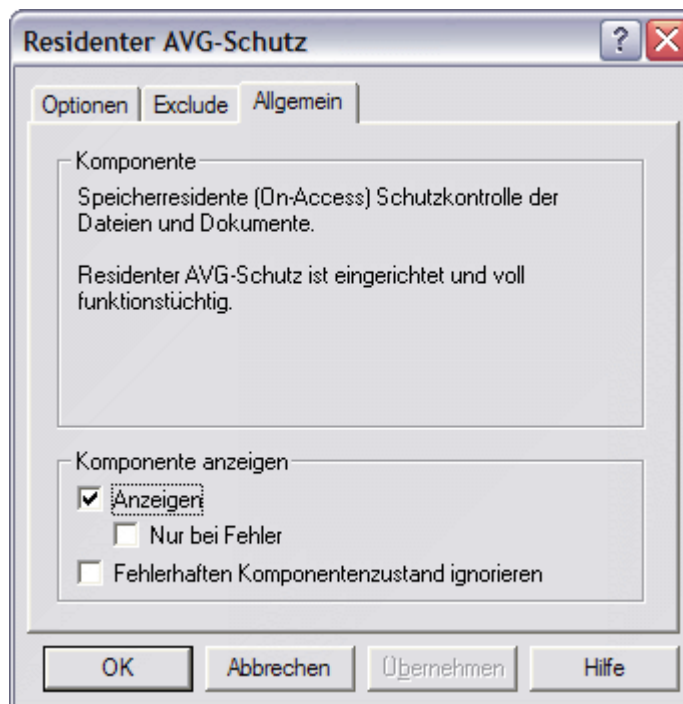 Residenter AVG-Schutz
Optionen Exclude Allgemein
Komponente
Speicherresidente (On-Access) Schutzkontrolle der
Dateien und Dokumente.
Residenter AVG-Schutz ist eingerichtet und voll
funktionstüchtig.
Komponente anzeigen
Anzeigen
Nur bei Fehler
Fehlerhaften Komponentenzustand ignorieren
OK Abbrechen Übernehmen Hilfe